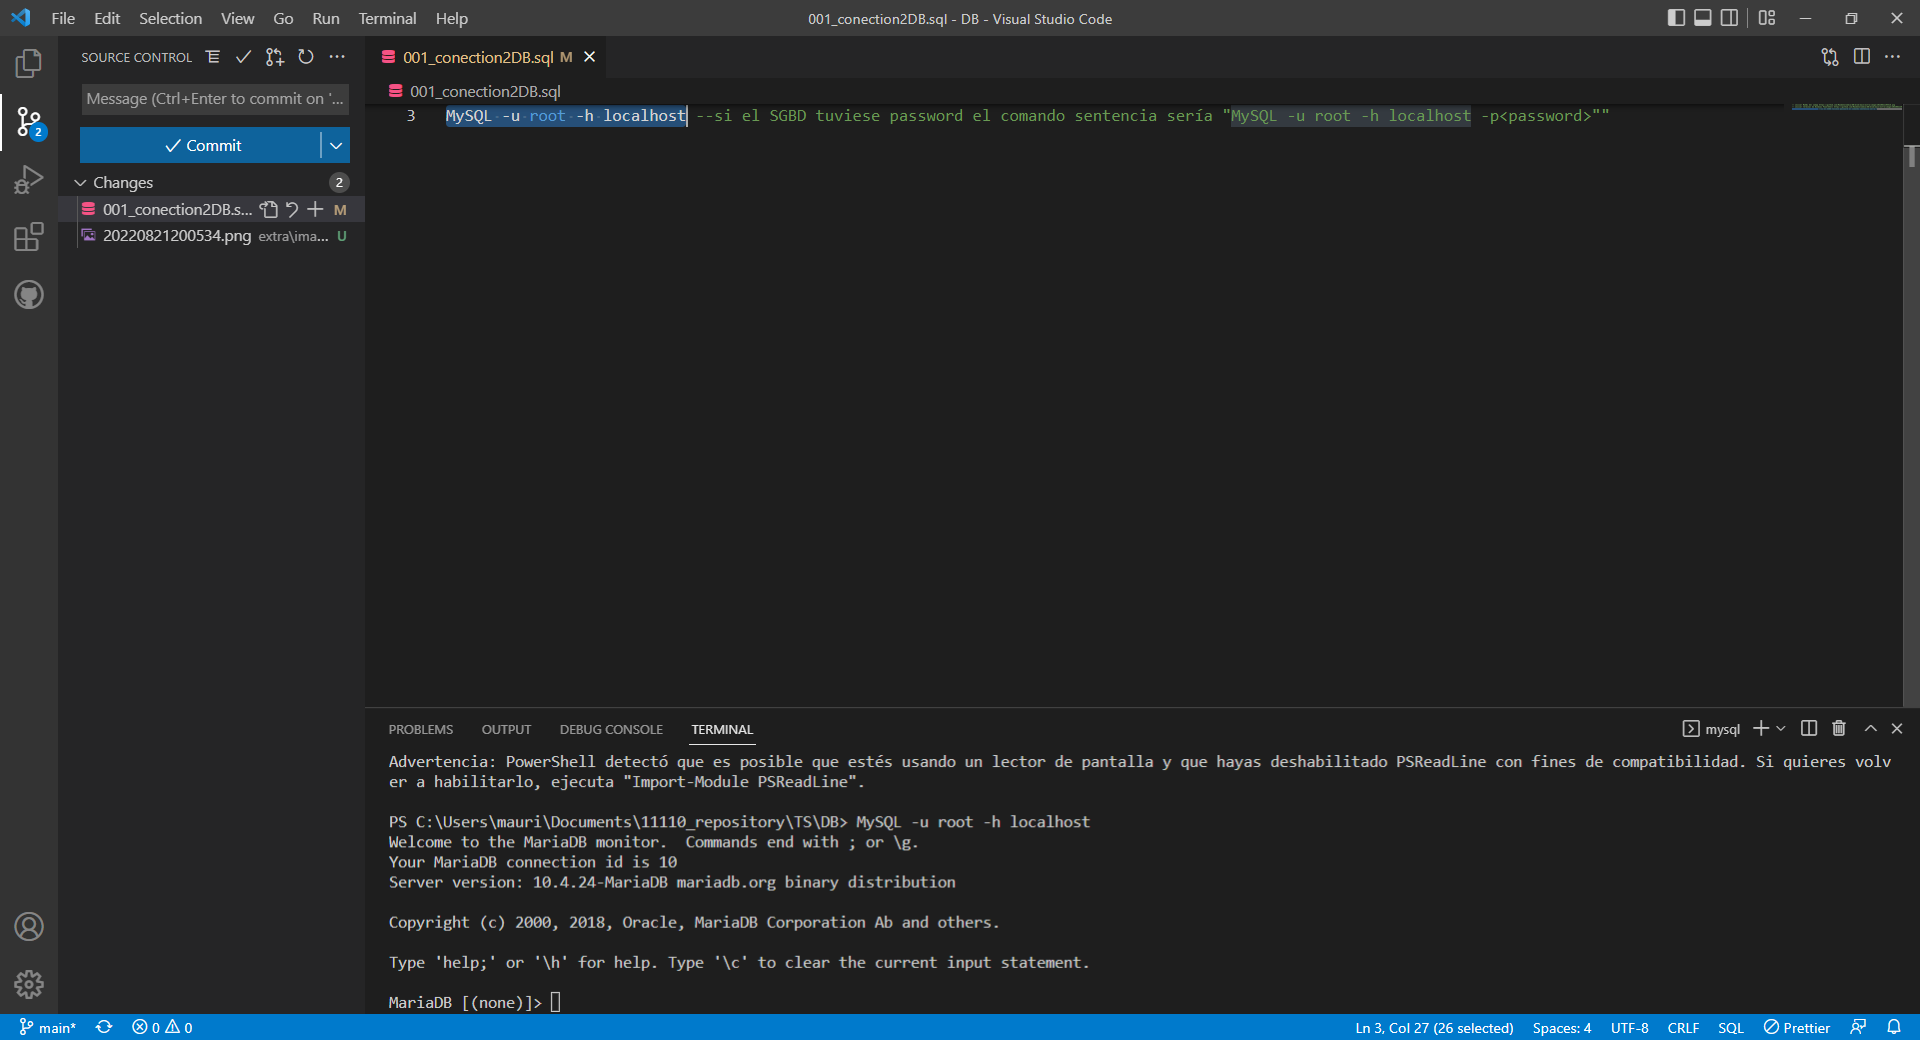 File Edit Selection View Go Run Terminal Help
001_conection2DB.sql - DB - Visual Studio Code
SOURCE CONTROL
Message (Ctrl+Enter to commit on '...
2
Commit
Changes 2
001_conection2DB.s... M
20220821200534.png extra\ima... U
001_conection2DB.sql M
001_conection2DB.sql
3 MySQL -u root -h localhost --si el SGBD tuviese password el comando sentencia sería "MySQL -u root -h localhost -p<password>""
PROBLEMS OUTPUT DEBUG CONSOLE TERMINAL
mysql
Advertencia: PowerShell detectó que es posible que estés usando un lector de pantalla y que hayas deshabilitado PSReadLine con fines de compatibilidad. Si quieres volv
er a habilitarlo, ejecuta "Import-Module PSReadLine".
PS C:\Users\mauri\Documents\11110_repository\TS\DB> MySQL -u root -h localhost
Welcome to the MariaDB monitor.  Commands end with ; or \g.
Your MariaDB connection id is 10
Server version: 10.4.24-MariaDB mariadb.org binary distribution
Copyright (c) 2000, 2018, Oracle, MariaDB Corporation Ab and others.
Type 'help;' or '\h' for help. Type '\c' to clear the current input statement.
MariaDB [(none)]>
main* 0 0
Ln 3, Col 27 (26 selected) Spaces: 4 UTF-8 CRLF SQL Prettier